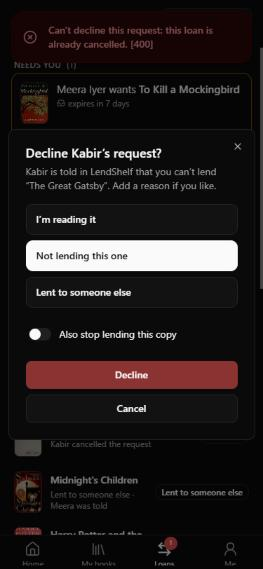 Can't decline this request: this loan is
already cancelled. [400]
NEEDS YOU (1)
Meera Iyer wants To Kill a Mockingbird
expires in 7 days
Decline Kabir's request?
Kabir is told in LendShelf that you can't lend
"The Great Gatsby". Add a reason if you like.
I'm reading it
Not lending this one
Lent to someone else
Also stop lending this copy
Decline
Cancel
Kabir cancelled the request
Midnight's Children
Lent to someone else ·
Meera was told
Lent to someone else
Harry Potter and the
1
Home
My books
Loans
Me